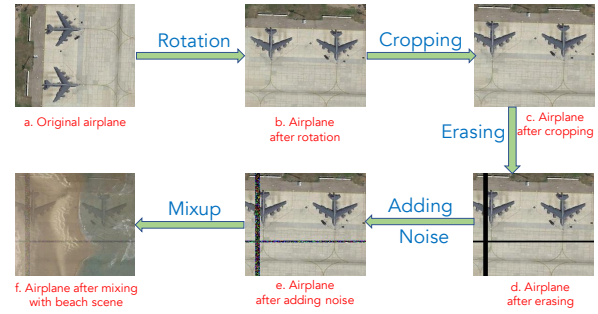 Rotation
Cropping
a. Original airplane
b. Airplane
after rotation
c. Airplane
after cropping
Erasing
Mixup
Adding
Noise
f. Airplane after mixing
with beach scene
e. Airplane
after adding noise
d. Airplane
after erasing